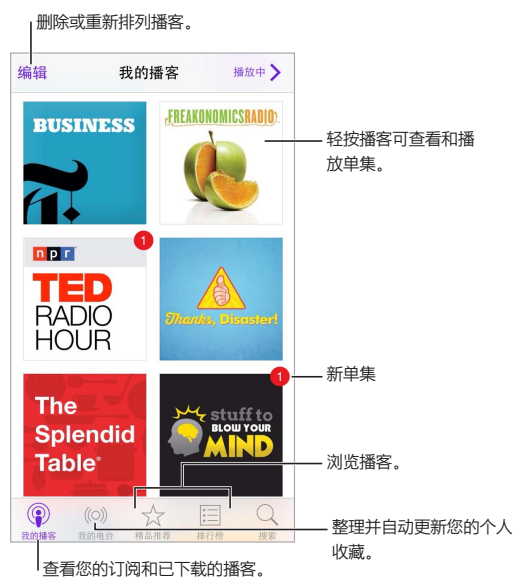 删除或重新排列播客。
编辑
我的播客
播放中
BUSINESS
FREAKONOMICSRADIO
轻按播客可查看和播
放单集。
npr
1
TED
RADIO
HOUR
Thanks, Disaster!
新单集
1
The
Splendid
Table®
stuff to
BLOW YOUR
MIND
浏览播客。
我的播客
我的电台
精品推荐
排行榜
搜索
整理并自动更新您的个人
收藏。
查看您的订阅和已下载的播客。